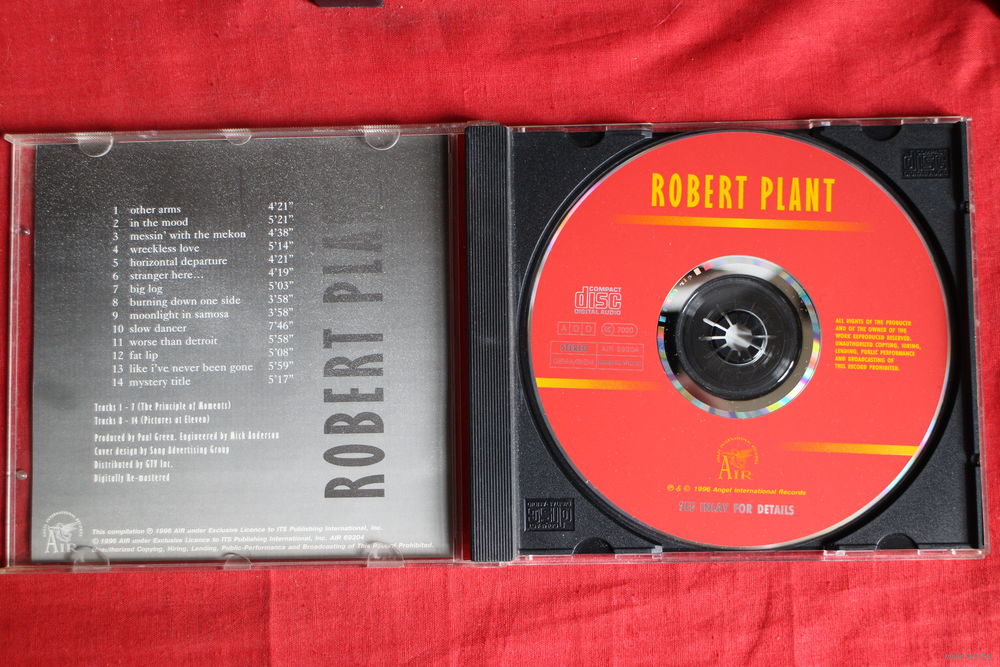 1 other arms 4'21"
2 in the mood 5'21"
3 messin' with the mekon 4'38"
4 wreckless love 5'14"
5 horizontal departure 4'21"
6 stranger here... 4'19"
7 big log 5'03"
8 burning down one side 3'58"
9 moonlight in samosa 3'58"
10 slow dancer 7'46"
11 worse than detroit 5'58"
12 fat lip 5'08"
13 like i've never been gone 5'59"
14 mystery title 5'17"
Tracks 1 - 7 (The Principle of Moments)
Tracks 8 - 14 (Pictures at Eleven)
Produced by Paul Green. Engineered by Mick Anderson
Cover design by Song Advertising Group
Distributed by GTV Inc.
Digitally Re-mastered
ROBERT PLA
AIR
This compilation ℗ 1996 AIR under Exclusive Licence to ITS Publishing International, Inc.
© 1996 AIR under Exclusive Licence to ITS Publishing International, Inc. AIR 69204
Unauthorized Copying, Hiring, Lending, Public Performance and Broadcasting of This Record Prohibited.
ROBERT PLANT
COMPACT
disc
DIGITAL AUDIO
ADD
7020
STEREO
AIR 69204
ALL RIGHTS OF THE PRODUCER
AND OF THE OWNER OF THE
WORK REPRODUCED RESERVED.
UNAUTHORIZED COPYING, HIRING,
LENDING, PUBLIC PERFORMANCE
AND BROADCASTING OF
THIS RECORD PROHIBITED.
AIR
℗ & © 1996 Angel International Records
SEE INLAY FOR DETAILS
disc
disc